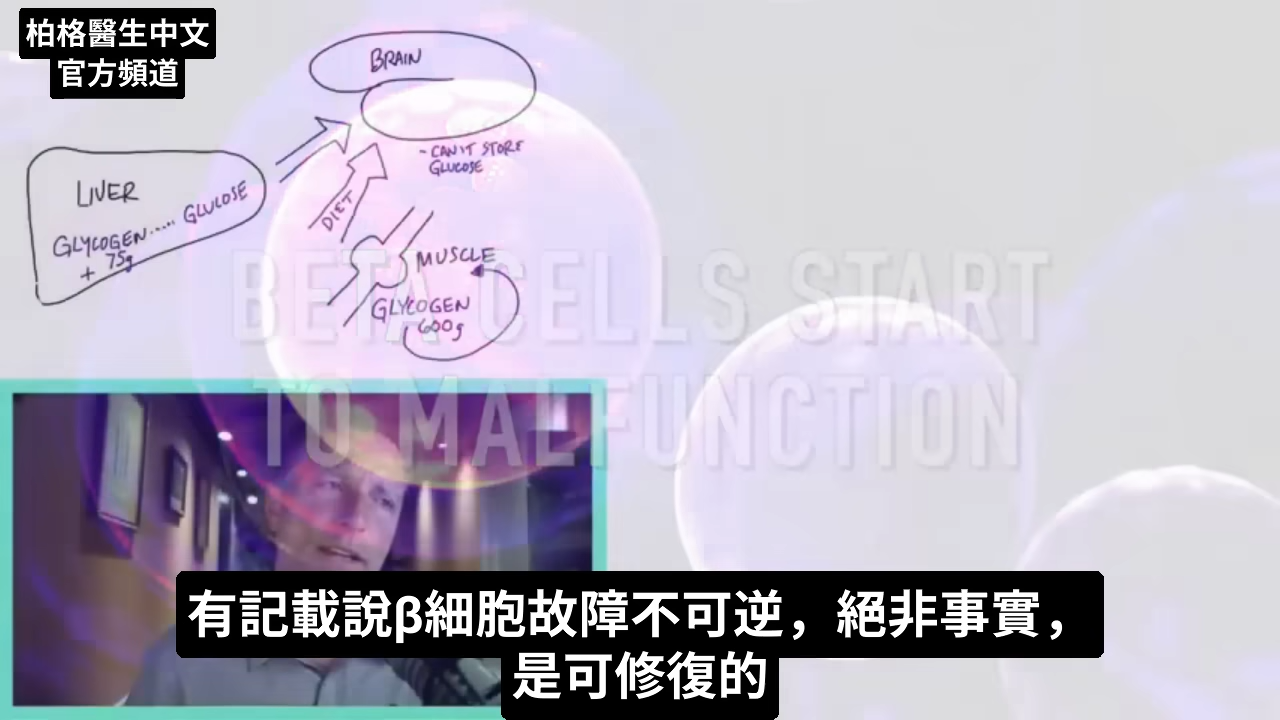 柏格醫生中文
官方頻道
BRAIN
- CAN'T STORE
GLUCOSE
LIVER
GLYCOGEN..... GLUCOSE
+ 75g
DIET
MUSCLE
GLYCOGEN
600g
BETA CELLS START
TO MALFUNCTION
有記載說β細胞故障不可逆，絕非事實，
是可修復的